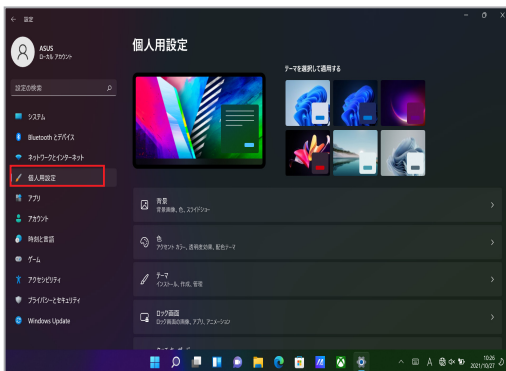 設定
ASUS
ローカル アカウント
設定の検索
システム
Bluetooth とデバイス
ネットワークとインターネット
個人用設定
アプリ
アカウント
時刻と言語
ゲーム
アクセシビリティ
プライバシーとセキュリティ
Windows Update
個人用設定
テーマを選択して適用する
背景
背景画像、色、スライドショー
色
アクセント カラー、透明度効果、配色テーマ
テーマ
インストール、作成、管理
ロック画面
ロック画面の画像、アプリ、アニメーション
A
10:26
2021/10/27